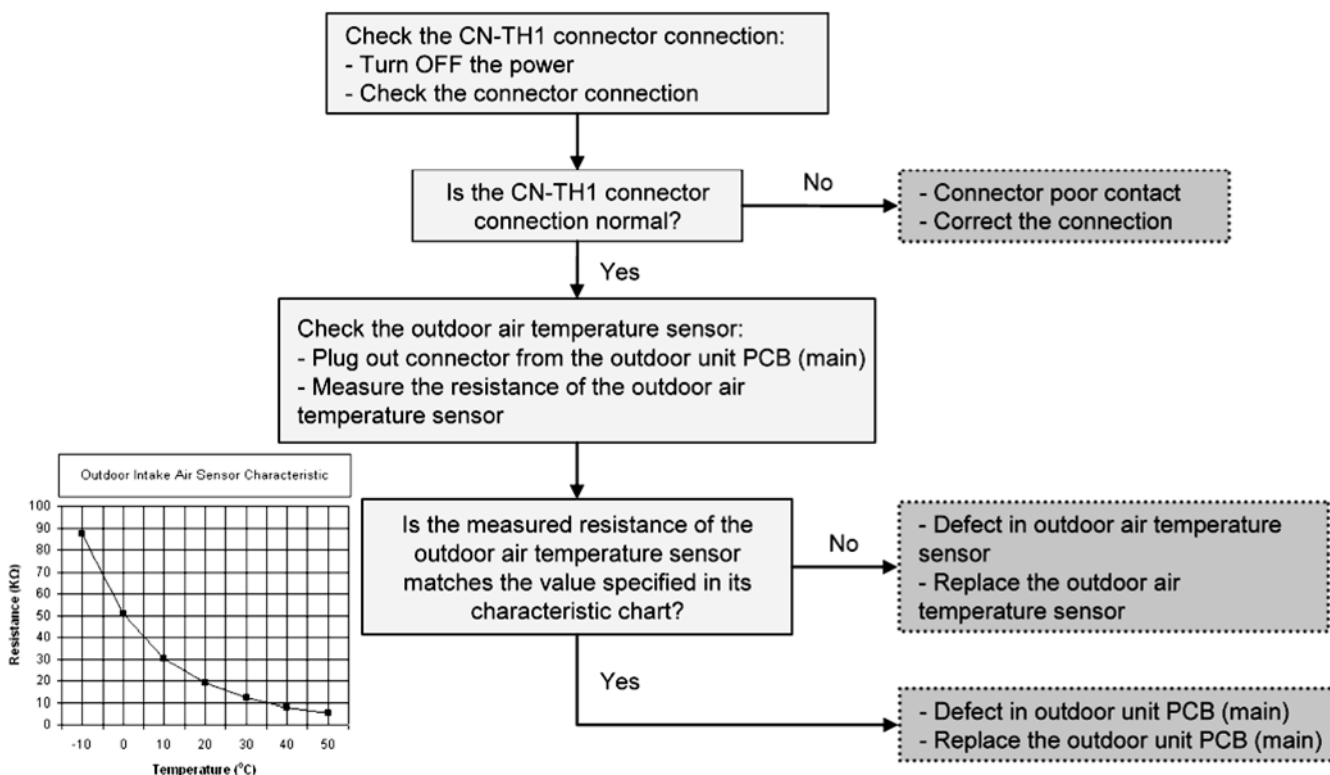 Check the CN-TH1 connector connection:
- Turn OFF the power
- Check the connector connection
Is the CN-TH1 connector
connection normal?
No
- Connector poor contact
- Correct the connection
Yes
Check the outdoor air temperature sensor:
- Plug out connector from the outdoor unit PCB (main)
- Measure the resistance of the outdoor air
temperature sensor
Outdoor Intake Air Sensor Characteristic
Resistance (KΩ)
100
90
80
70
60
50
40
30
20
10
0
-10 0 10 20 30 40 50
Temperature (°C)
Is the measured resistance of the
outdoor air temperature sensor
matches the value specified in its
characteristic chart?
No
- Defect in outdoor air temperature
sensor
- Replace the outdoor air
temperature sensor
Yes
- Defect in outdoor unit PCB (main)
- Replace the outdoor unit PCB (main)